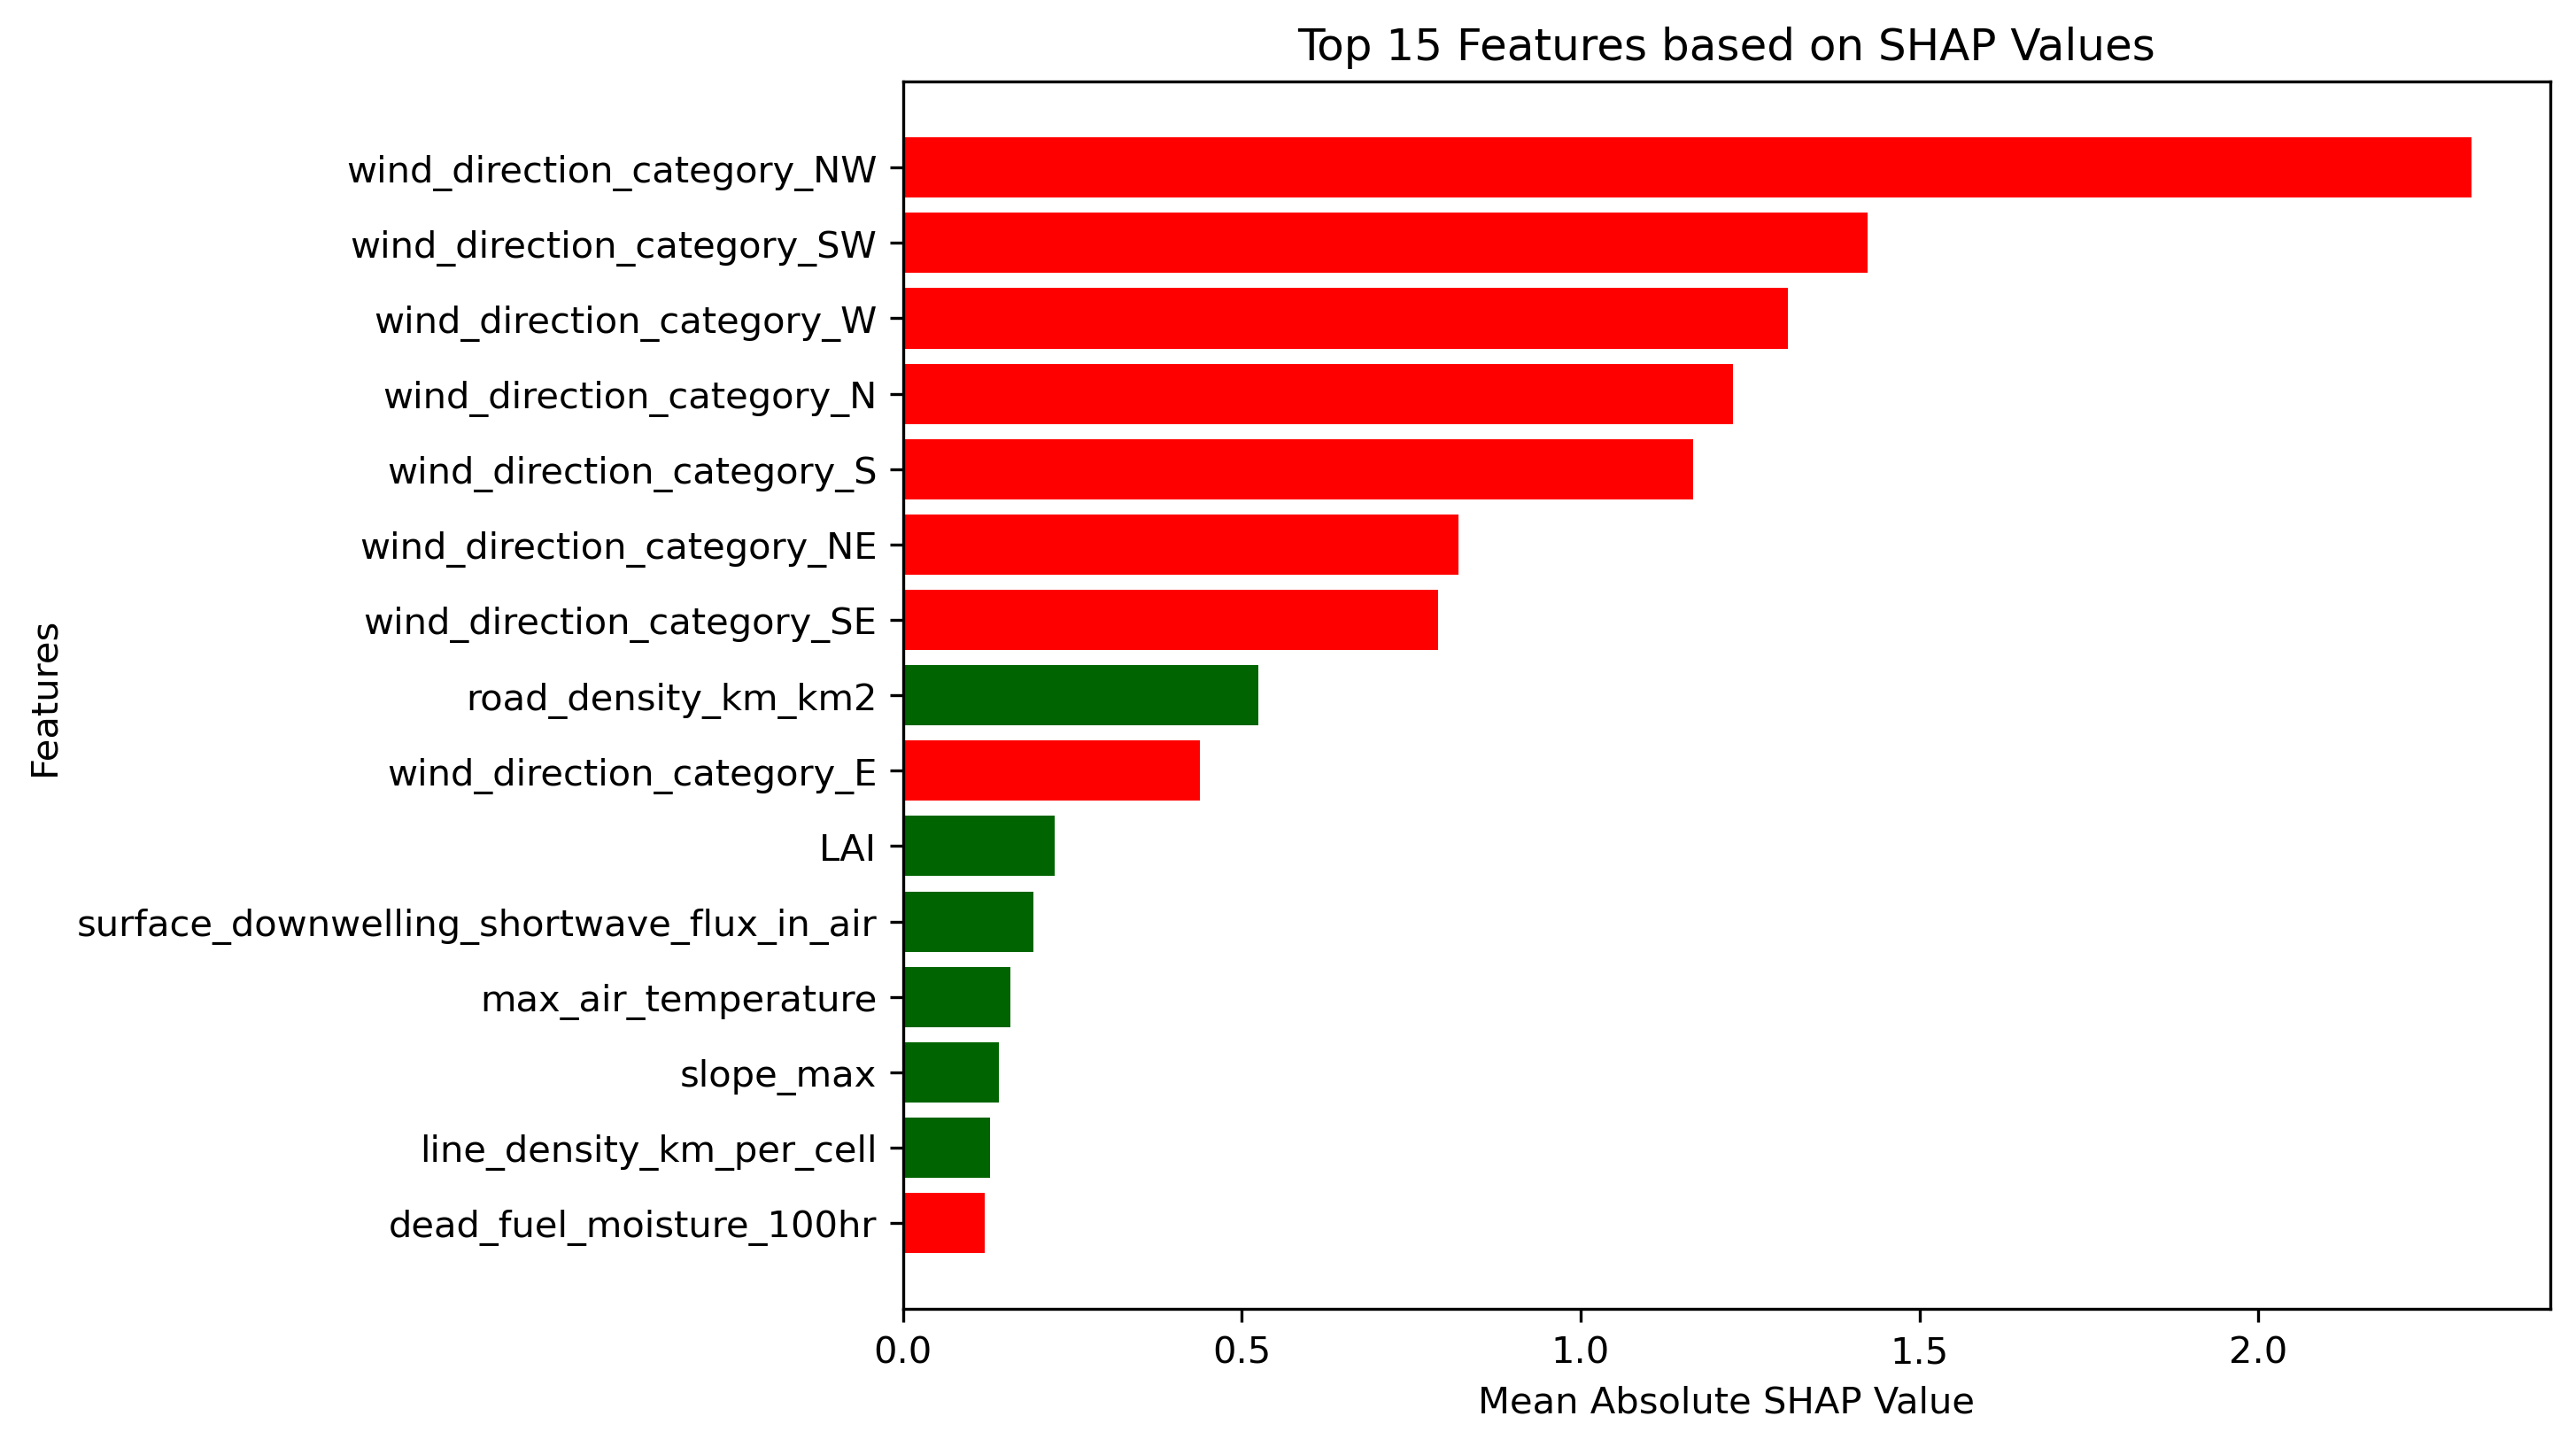 Top 15 Features based on SHAP Values
wind_direction_category_NW
wind_direction_category_SW
wind_direction_category_W
wind_direction_category_N
wind_direction_category_S
wind_direction_category_NE
wind_direction_category_SE
road_density_km_km2
wind_direction_category_E
LAI
surface_downwelling_shortwave_flux_in_air
max_air_temperature
slope_max
line_density_km_per_cell
dead_fuel_moisture_100hr
Features
0.0 0.5 1.0 1.5 2.0
Mean Absolute SHAP Value